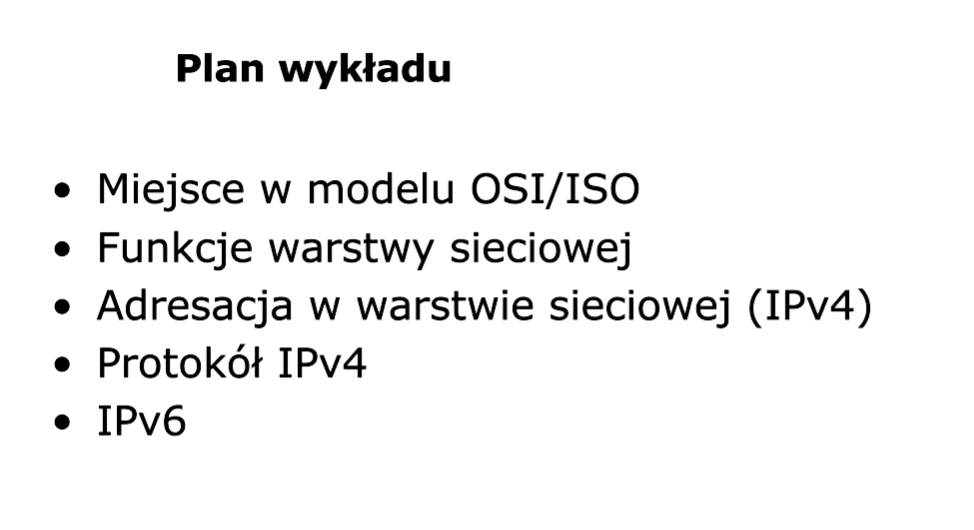 Plan wykładu
• Miejsce w modelu OSI/ISO
• Funkcje warstwy sieciowej
• Adresacja w warstwie sieciowej (IPv4)
• Protokół IPv4
• IPv6